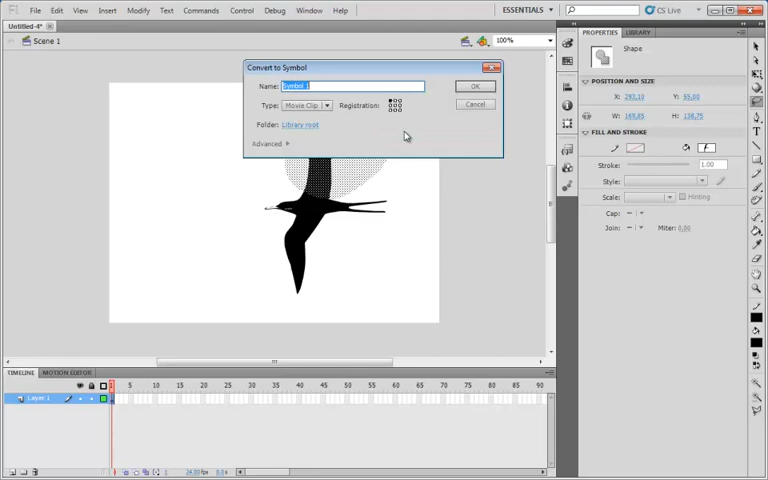 Fl File Edit View Insert Modify Text Commands Control Debug Window Help ESSENTIALS CS Live
Untitled-4*
Scene 1 100%
PROPERTIES LIBRARY
Shape
POSITION AND SIZE
X: 293,10 Y: 55,00
W: 169,85 H: 138,75
FILL AND STROKE
Stroke: 1.00
Style:
Scale: Hinting
Cap:
Join: Miter: 0,00
Convert to Symbol
Name: Symbol 1 OK
Type: Movie Clip Registration: Cancel
Folder: Library root
Advanced
TIMELINE MOTION EDITOR
1 5 10 15 20 25 30 35 40 45 50 55 60 65 70 75 80 85 90
Layer 1
1 24.00 fps 0.0 s